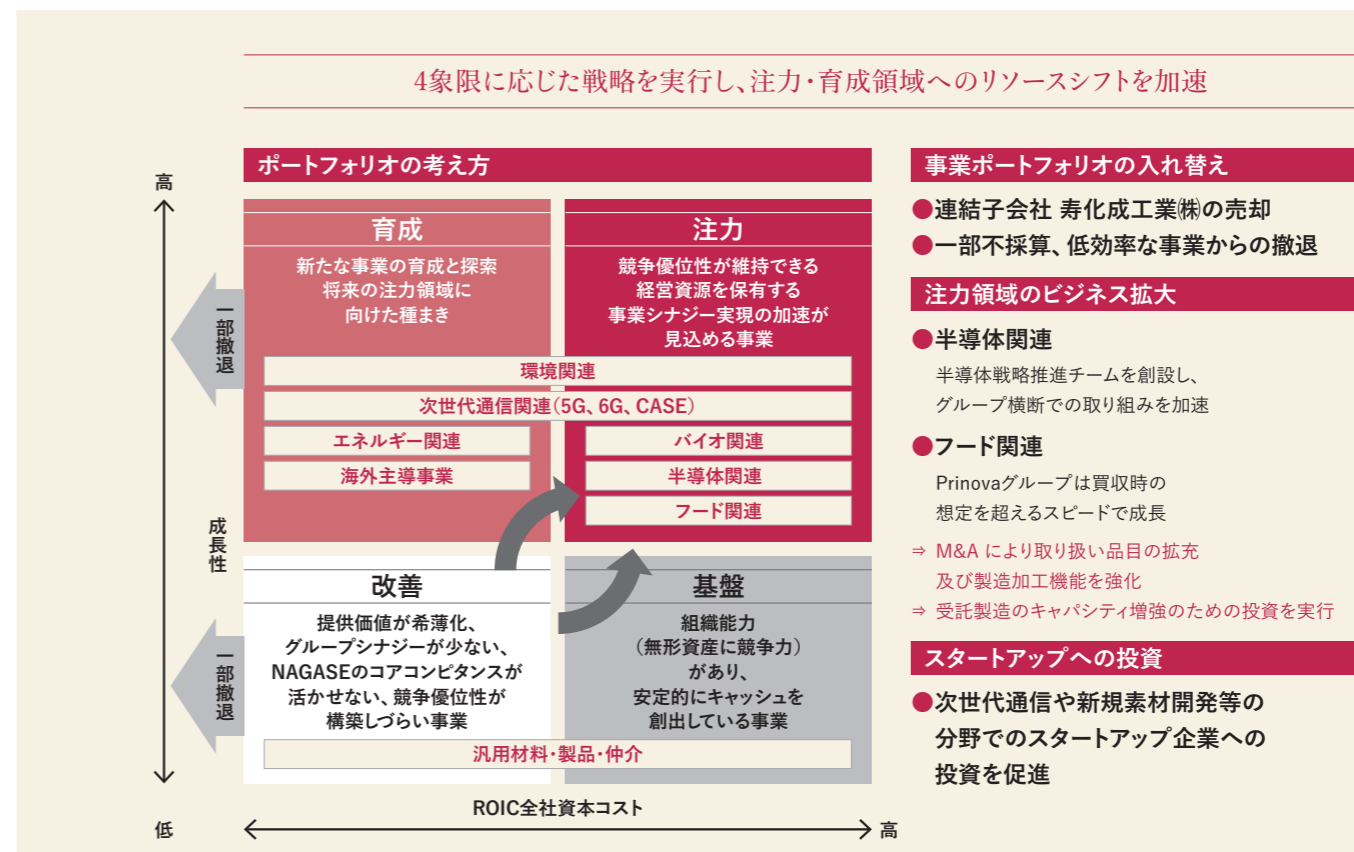 4象限に応じた戦略を実行し、注力・育成領域へのリソースシフトを加速
ポートフォリオの考え方
高
成長性
低
一部撤退
一部撤退
育成
新たな事業の育成と探索
将来の注力領域に
向けた種まき
注力
競争優位性が維持できる
経営資源を保有する
事業シナジー実現の加速が
見込める事業
環境関連
次世代通信関連(5G、6G、CASE)
エネルギー関連
海外主導事業
バイオ関連
半導体関連
フード関連
改善
提供価値が希薄化、
グループシナジーが少ない、
NAGASEのコアコンピタンスが
活かせない、競争優位性が
構築しづらい事業
基盤
組織能力
(無形資産に競争力)
があり、
安定的にキャッシュを
創出している事業
汎用材料・製品・仲介
ROIC全社資本コスト
高
事業ポートフォリオの入れ替え
●連結子会社 寿化成工業㈱の売却
●一部不採算、低効率な事業からの撤退
注力領域のビジネス拡大
●半導体関連
半導体戦略推進チームを創設し、
グループ横断での取り組みを加速
●フード関連
Prinovaグループは買収時の
想定を超えるスピードで成長
⇒ M&A により取り扱い品目の拡充
及び製造加工機能を強化
⇒ 受託製造のキャパシティ増強のための投資を実行
スタートアップへの投資
●次世代通信や新規素材開発等の
分野でのスタートアップ企業への
投資を促進